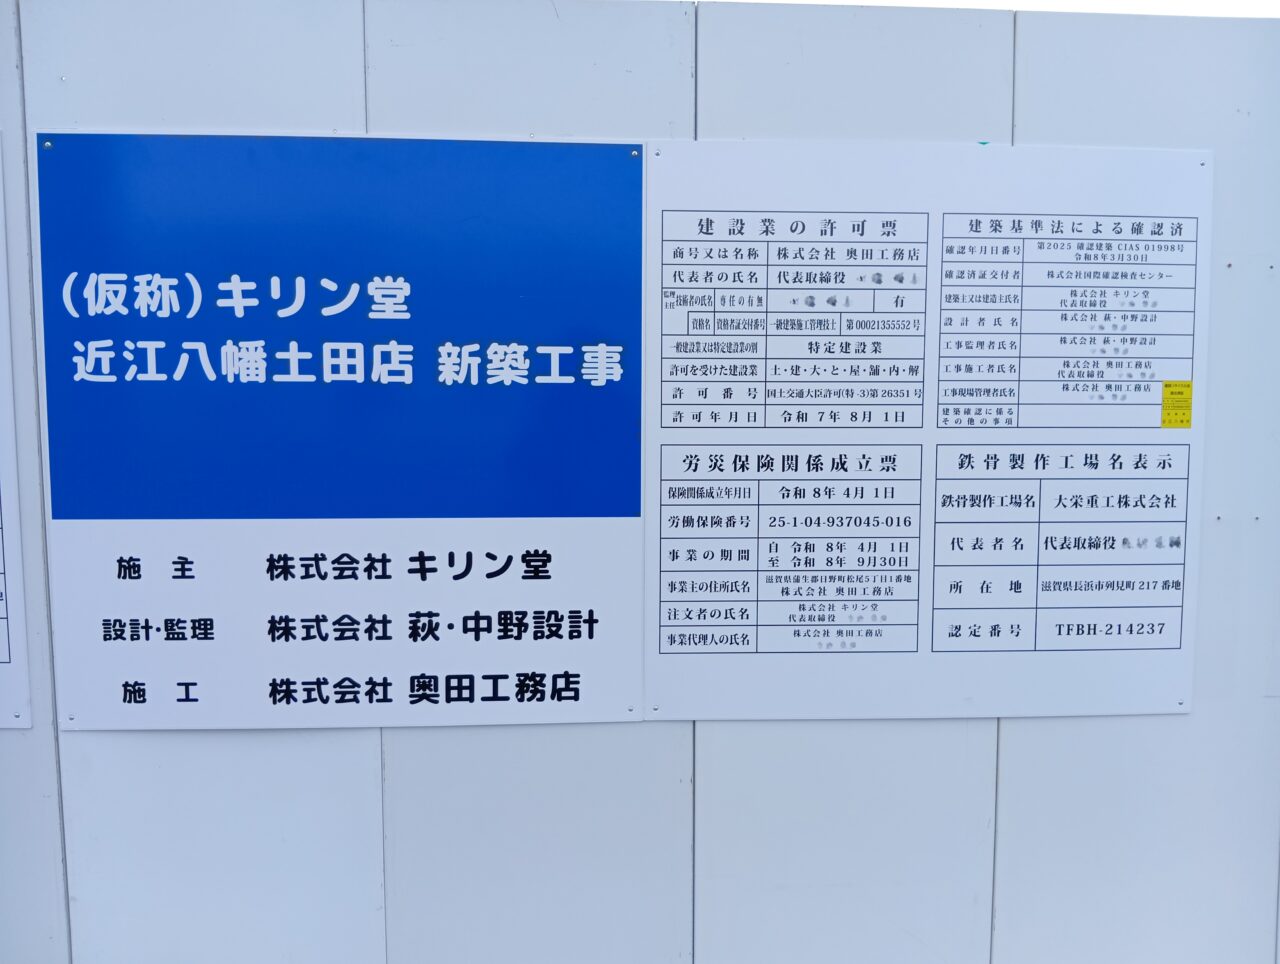 (仮称)キリン堂
近江八幡土田店 新築工事
施 主 株式会社 キリン堂
設計・監理 株式会社 萩・中野設計
施 工 株式会社 奥田工務店
建設業の許可票
商号又は名称 株式会社 奥田工務店
代表者の氏名 代表取締役
監理 主任 技術者の氏名 専任の有無 有
資格名 資格者証交付番号 一級建築施工管理技士 第00021355552号
一般建設業又は特定建設業の別 特定建設業
許可を受けた建設業 土・建・大・と・屋・舗・内・解
許可番号 国土交通大臣許可(特-3)第26351号
許可年月日 令和 7年 8月 1日
建築基準法による確認済
確認年月日番号 第2025 確認建築 CIAS 01998号
令和8年3月30日
確認済証交付者 株式会社国際確認検査センター
建築主又は建造主氏名 株式会社 キリン堂
代表取締役
設計者氏名 株式会社 萩・中野設計
工事監理者氏名 株式会社 萩・中野設計
工事施工者氏名 株式会社 奥田工務店
代表取締役
工事現場管理者氏名 株式会社 奥田工務店
建築確認に係る
その他の事項
労災保険関係成立票
保険関係成立年月日 令和 8年 4月 1日
労働保険番号 25-1-04-937045-016
事業の期間 自 令和 8年 4月 1日
至 令和 8年 9月30日
事業主の住所氏名 滋賀県蒲生郡日野町松尾5丁目1番地
株式会社 奥田工務店
注文者の氏名 株式会社 キリン堂
代表取締役
事業代理人の氏名 株式会社 奥田工務店
鉄骨製作工場名表示
鉄骨製作工場名 大栄重工株式会社
代表者名 代表取締役
所在地 滋賀県長浜市列見町217番地
認定番号 TFBH-214237